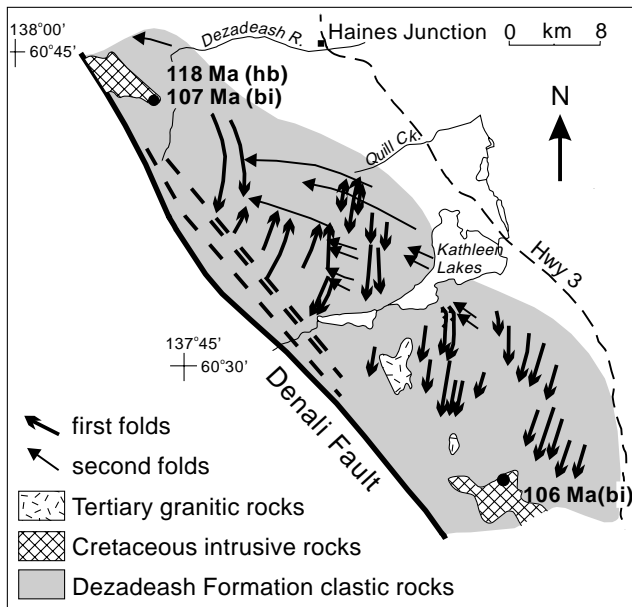 138°00'
60°45'
Dezadeash R.
Haines Junction
0 km 8
118 Ma (hb)
107 Ma (bi)
N
Quill Ck.
Kathleen
Lakes
Hwy 3
137°45'
60°30'
Denali Fault
106 Ma(bi)
first folds
second folds
Tertiary granitic rocks
Cretaceous intrusive rocks
Dezadeash Formation clastic rocks